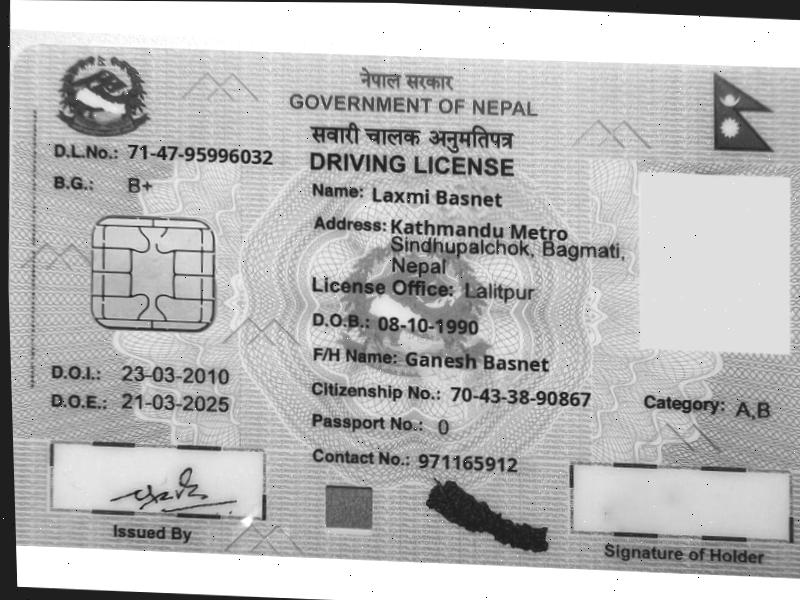 नेपाल सरकार
GOVERNMENT OF NEPAL
सवारी चालक अनुमतिपत्र
DRIVING LICENSE
D.L.No.: 71-47-95996032
B.G.: B+
Name: Laxmi Basnet
Address: Kathmandu Metro
Sindhupalchok, Bagmati,
Nepal
License Office: Lalitpur
D.O.B.: 08-10-1990
F/H Name: Ganesh Basnet
D.O.I.: 23-03-2010
D.O.E.: 21-03-2025
Citizenship No.: 70-43-38-90867
Category: A,B
Passport No.: 0
Contact No.: 971165912
Issued By
Signature of Holder